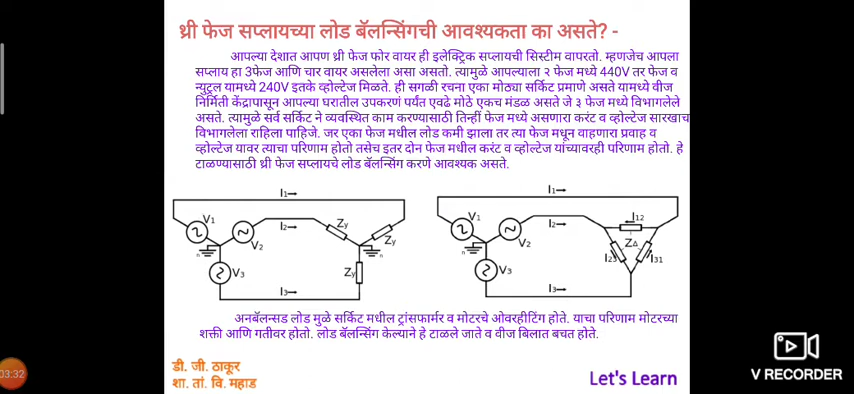 थ्री फेज सप्लायच्या लोड बॅलन्सिंगची आवश्यकता का असते? -
आपल्या देशात आपण थ्री फेज फोर वायर ही इलेक्ट्रिक सप्लायची सिस्टीम वापरतो. म्हणजेच आपला
सप्लाय हा 3फेज आणि चार वायर असलेला असा असतो. त्यामुळे आपल्याला २ फेज मध्ये 440V तर फेज व
न्युट्रल यामध्ये 240V इतके व्होल्टेज मिळते. ही सगळी रचना एका मोठ्या सर्किट प्रमाणे असते यामध्ये वीज
निर्मिती केंद्रापासून आपल्या घरातील उपकरणां पर्यंत एवढे मोठे एकच मंडळ असते जे ३ फेज मध्ये विभागलेले
असते. त्यामुळे सर्व सर्किट ने व्यवस्थित काम करण्यासाठी तिन्हीं फेज मध्ये असणारा करंट व व्होल्टेज सारखाच
विभागलेला राहिला पाहिजे. जर एका फेज मधील लोड कमी झाला तर त्या फेज मधून वाहणारा प्रवाह व
व्होल्टेज यावर त्याचा परिणाम होतो तसेच इतर दोन फेज मधील करंट व व्होल्टेज यांच्यावरही परिणाम होतो. हे
टाळण्यासाठी थ्री फेज सप्लायचे लोड बॅलन्सिंग करणे आवश्यक असते.
I1→ I1→
V1 I2→ Zy Zy V1 I2→ I12
V2 V2 Z△
n n n I23 I31
V3 Zy V3
I3→ I3→
अनबॅलन्सड लोड मुळे सर्किट मधील ट्रांसफार्मर व मोटरचे ओवरहीटिंग होते. याचा परिणाम मोटरच्या
शक्ती आणि गतीवर होतो. लोड बॅलन्सिंग केल्याने हे टाळले जाते व वीज बिलात बचत होते.
डी. जी. ठाकूर
शा. तां. वि. महाड
Let's Learn
03:32
V RECORDER